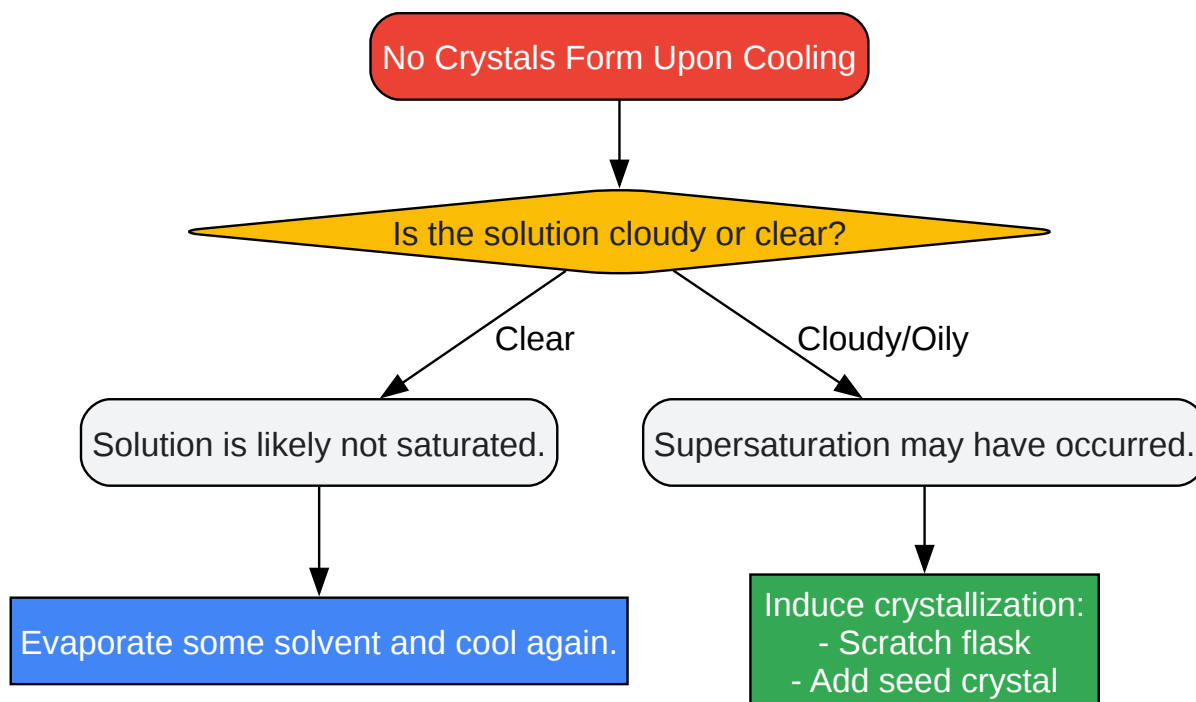 No Crystals Form Upon Cooling
Is the solution cloudy or clear?
Clear
Cloudy/Oily
Solution is likely not saturated.
Supersaturation may have occurred.
Evaporate some solvent and cool again.
Induce crystallization:
- Scratch flask
- Add seed crystal